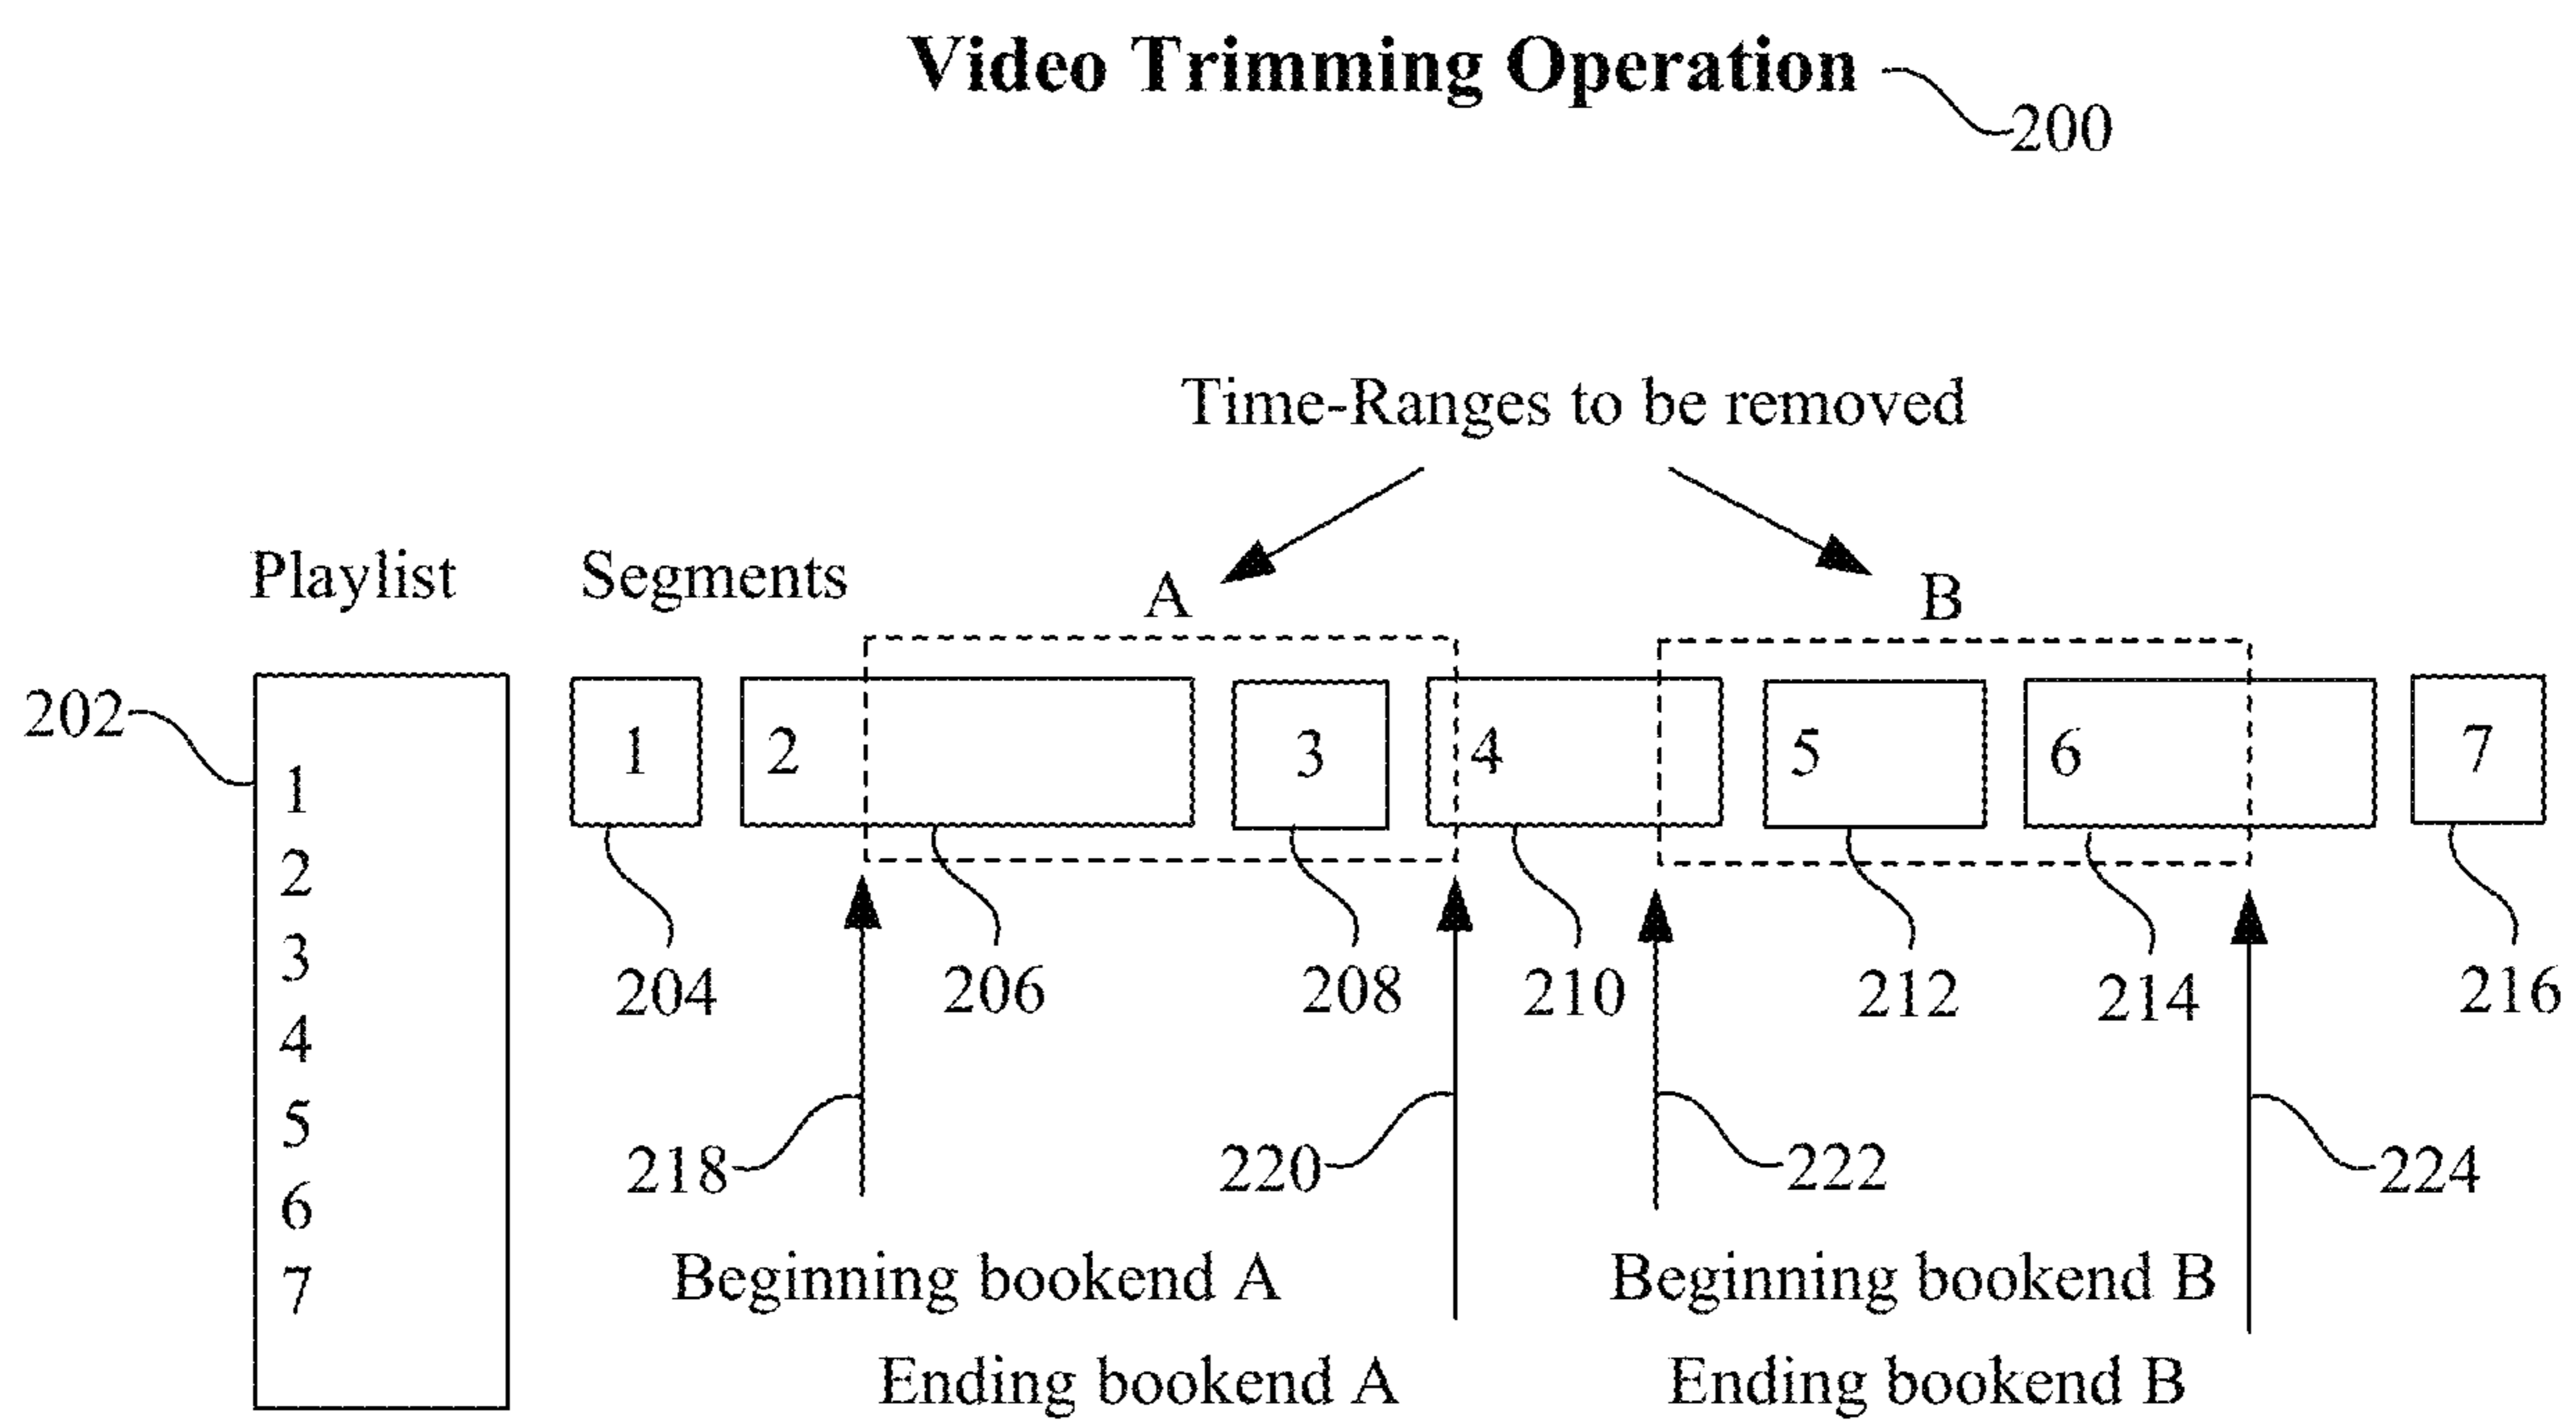 Video Trimming Operation
200
Time-Ranges to be removed
Playlist
Segments
A
B
202
1
2
3
4
5
6
7
1
2
3
4
5
6
7
204
206
208
210
212
214
216
218
220
222
224
Beginning bookend A
Beginning bookend B
Ending bookend A
Ending bookend B